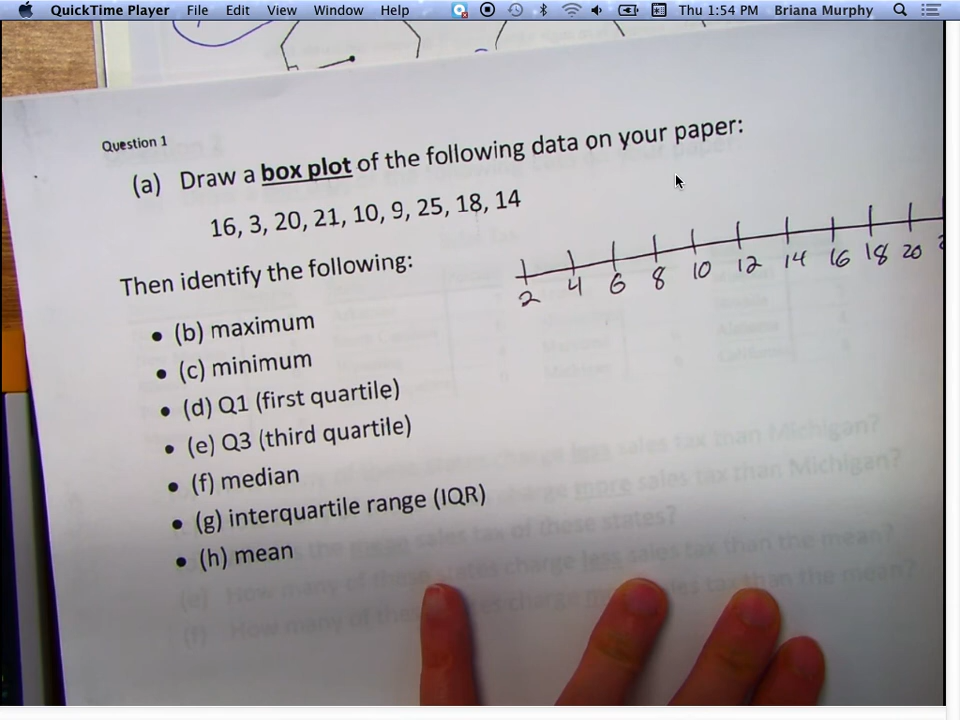 QuickTime Player File Edit View Window Help Thu 1:54 PM Briana Murphy
Question 1
(a) Draw a box plot of the following data on your paper:
16, 3, 20, 21, 10, 9, 25, 18, 14
2 4 6 8 10 12 14 16 18 20
Then identify the following:
• (b) maximum
• (c) minimum
• (d) Q1 (first quartile)
• (e) Q3 (third quartile)
• (f) median
• (g) interquartile range (IQR)
• (h) mean